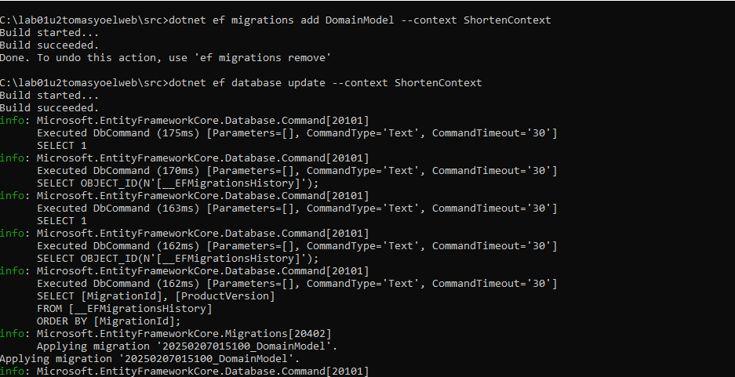 C:\lab01u2tomasyoelweb\src>dotnet ef migrations add DomainModel --context ShortenContext
Build started...
Build succeeded.
Done. To undo this action, use 'ef migrations remove'
C:\lab01u2tomasyoelweb\src>dotnet ef database update --context ShortenContext
Build started...
Build succeeded.
info: Microsoft.EntityFrameworkCore.Database.Command[20101]
Executed DbCommand (175ms) [Parameters=[], CommandType='Text', CommandTimeout='30']
SELECT 1
info: Microsoft.EntityFrameworkCore.Database.Command[20101]
Executed DbCommand (170ms) [Parameters=[], CommandType='Text', CommandTimeout='30']
SELECT OBJECT_ID(N'[__EFMigrationsHistory]');
info: Microsoft.EntityFrameworkCore.Database.Command[20101]
Executed DbCommand (163ms) [Parameters=[], CommandType='Text', CommandTimeout='30']
SELECT 1
info: Microsoft.EntityFrameworkCore.Database.Command[20101]
Executed DbCommand (162ms) [Parameters=[], CommandType='Text', CommandTimeout='30']
SELECT OBJECT_ID(N'[__EFMigrationsHistory]');
info: Microsoft.EntityFrameworkCore.Database.Command[20101]
Executed DbCommand (162ms) [Parameters=[], CommandType='Text', CommandTimeout='30']
SELECT [MigrationId], [ProductVersion]
FROM [__EFMigrationsHistory]
ORDER BY [MigrationId];
info: Microsoft.EntityFrameworkCore.Migrations[20402]
Applying migration '20250207015100_DomainModel'.
Applying migration '20250207015100_DomainModel'.
info: Microsoft.EntityFrameworkCore.Database.Command[20101]